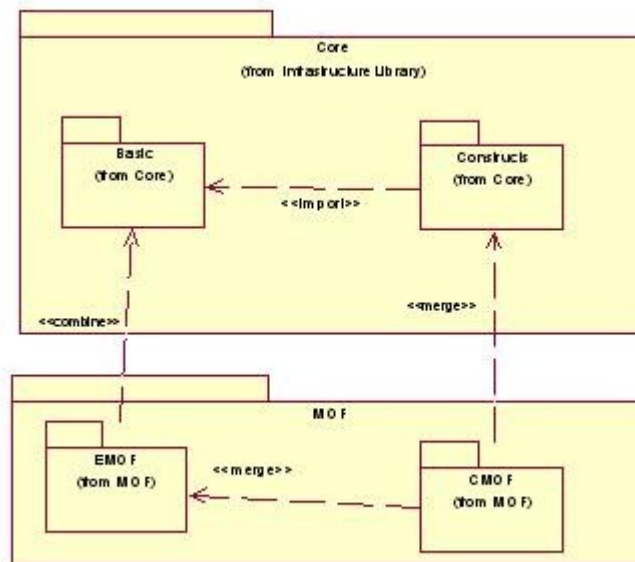 Core
(from Infrastructure Library)
Basic
(from Core)
Constructs
(from Core)
<<import>>
<<combine>>
<<merge>>
MOF
EMOF
(from MOF)
<<merge>>
CMOF
(from MOF)